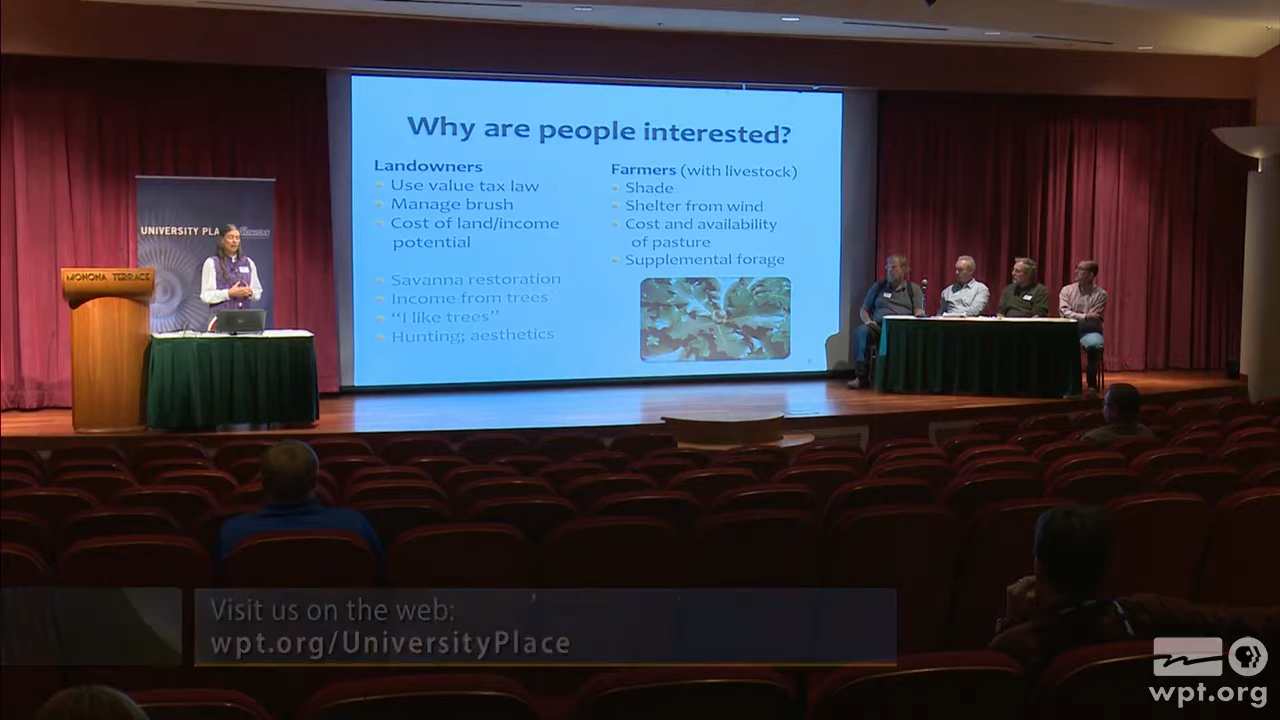 Why are people interested?
Landowners
Use value tax law
Manage brush
Cost of land/income
potential
Savanna restoration
Income from trees
"I like trees"
Hunting; aesthetics
Farmers (with livestock)
Shade
Shelter from wind
Cost and availability
of pasture
Supplemental forage
UNIVERSITY PLA
MONONA TERRACE
Visit us on the web:
wpt.org/UniversityPlace
wpt.org